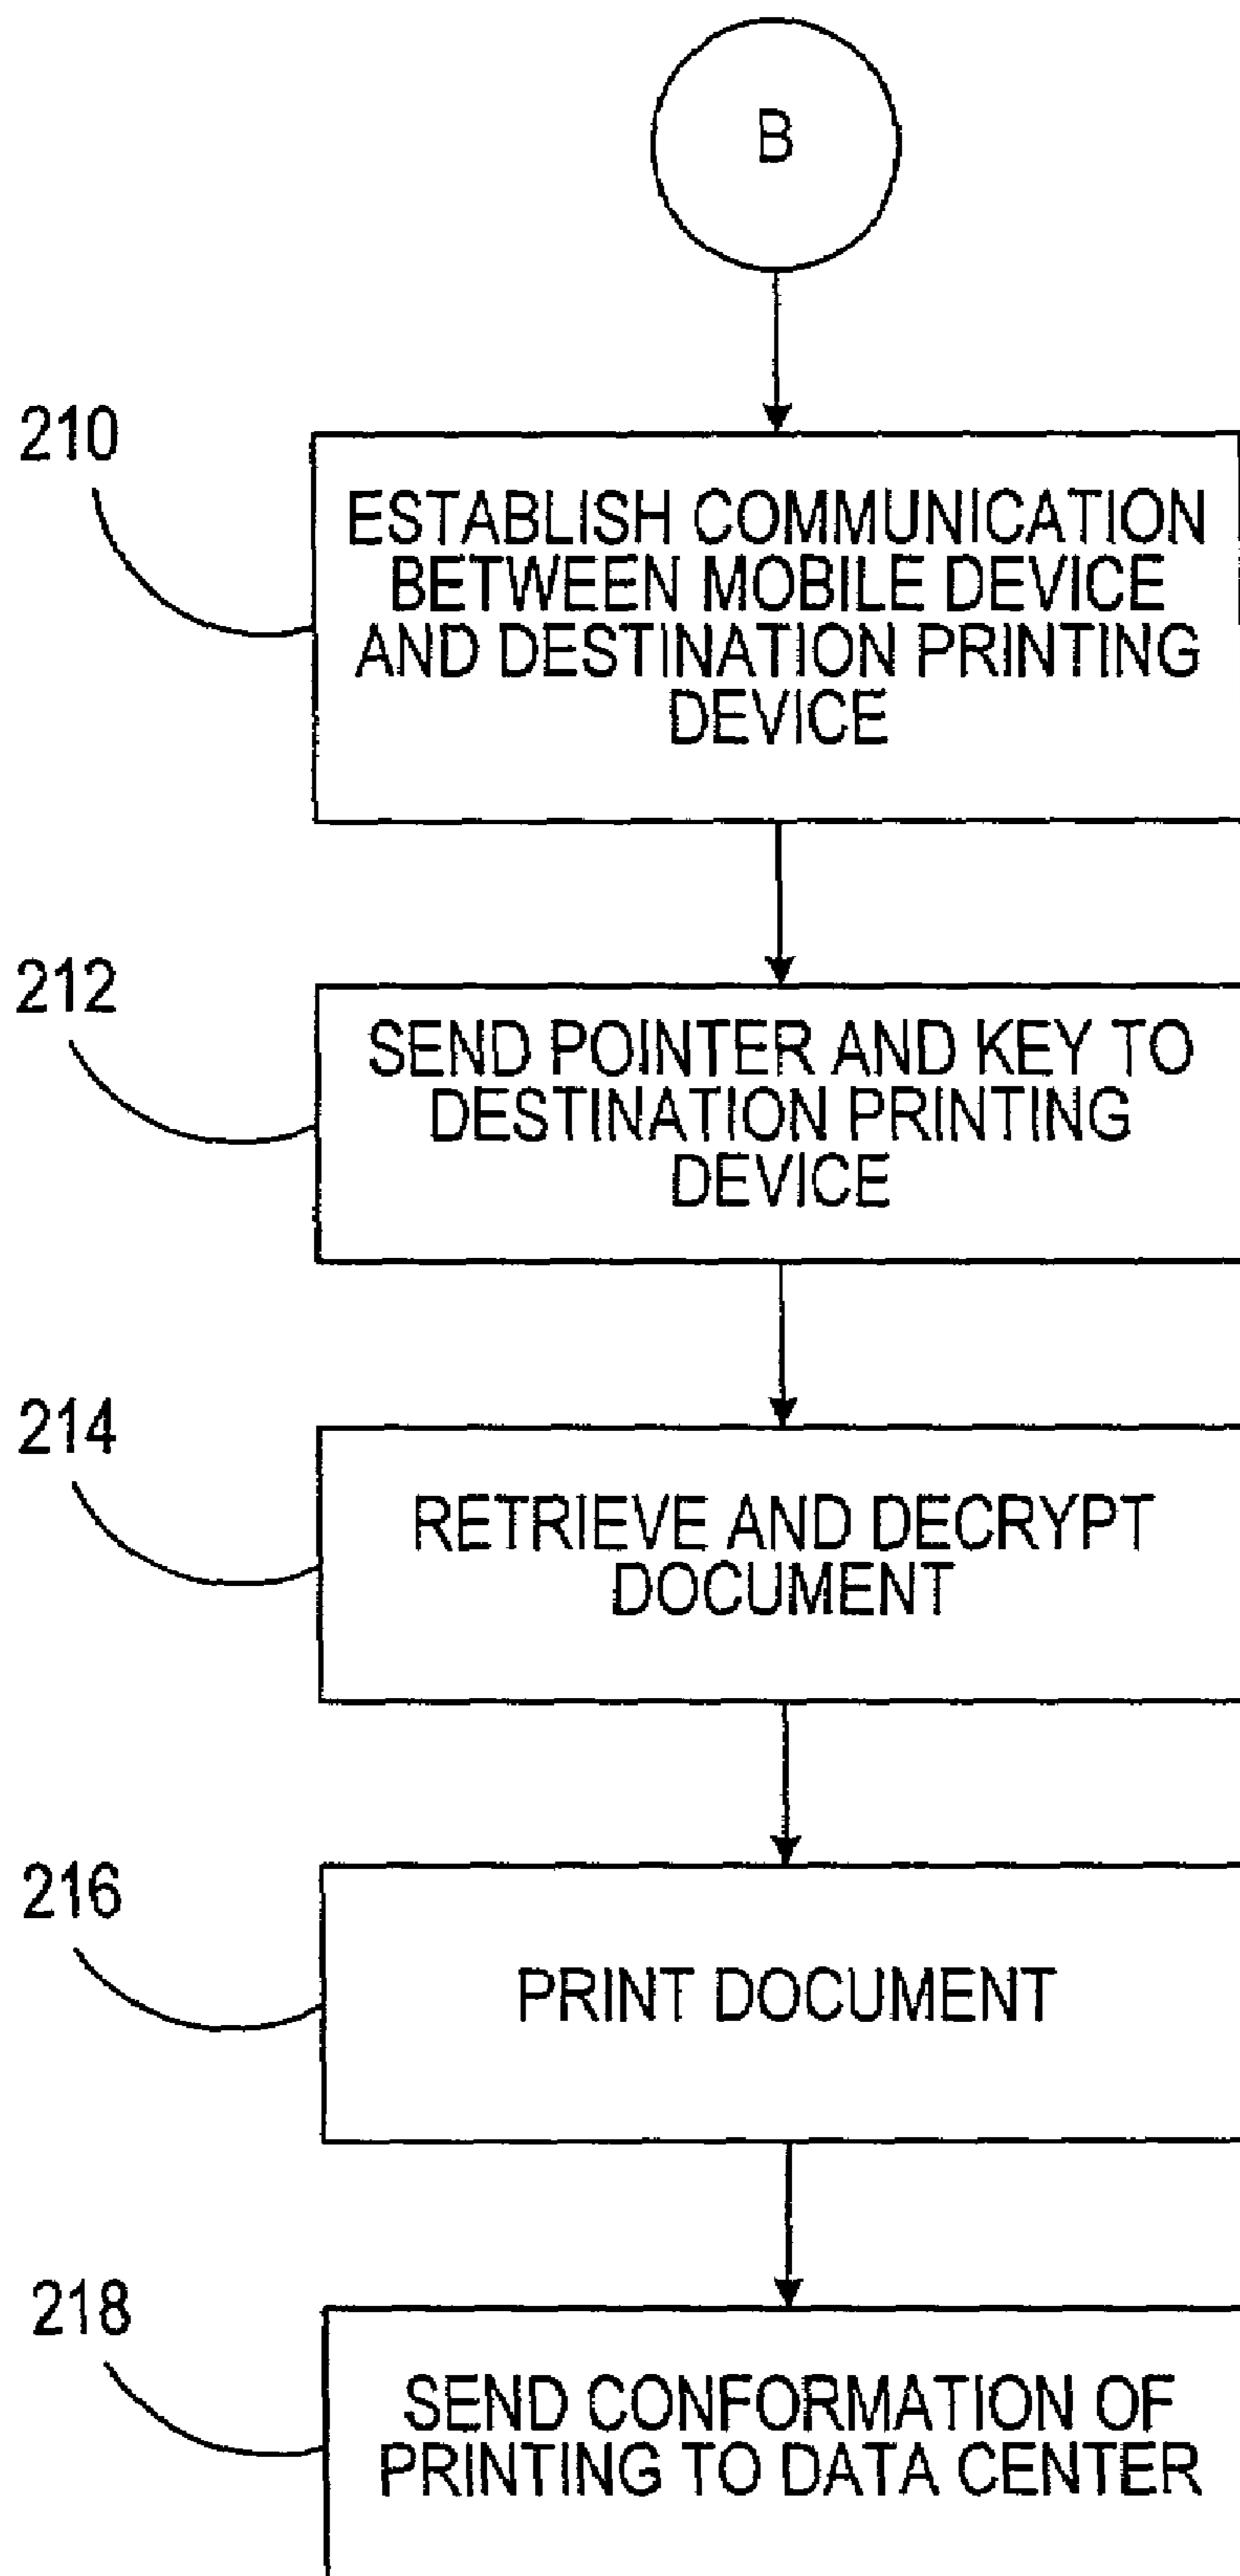 B
210
ESTABLISH COMMUNICATION
BETWEEN MOBILE DEVICE
AND DESTINATION PRINTING
DEVICE
212
SEND POINTER AND KEY TO
DESTINATION PRINTING
DEVICE
214
RETRIEVE AND DECRYPT
DOCUMENT
216
PRINT DOCUMENT
218
SEND CONFORMATION OF
PRINTING TO DATA CENTER